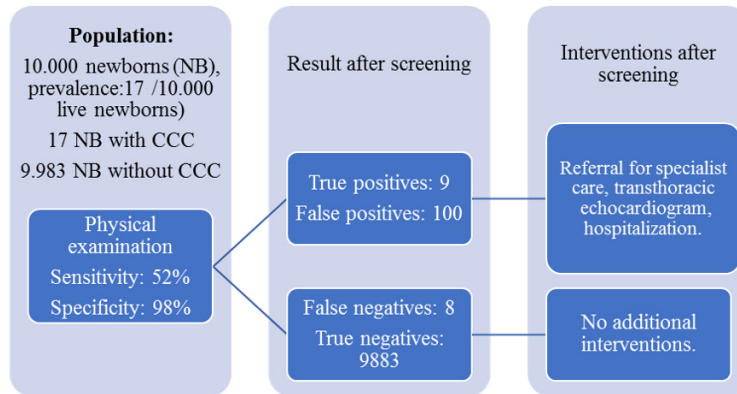 Population:
10.000 newborns (NB),
prevalence:17 /10.000
live newborns)
17 NB with CCC
9.983 NB without CCC
Physical
examination
Sensitivity: 52%
Specificity: 98%
Result after screening
True positives: 9
False positives: 100
False negatives: 8
True negatives:
9883
Interventions after
screening
Referral for specialist
care, transthoracic
echocardiogram,
hospitalization.
No additional
interventions.